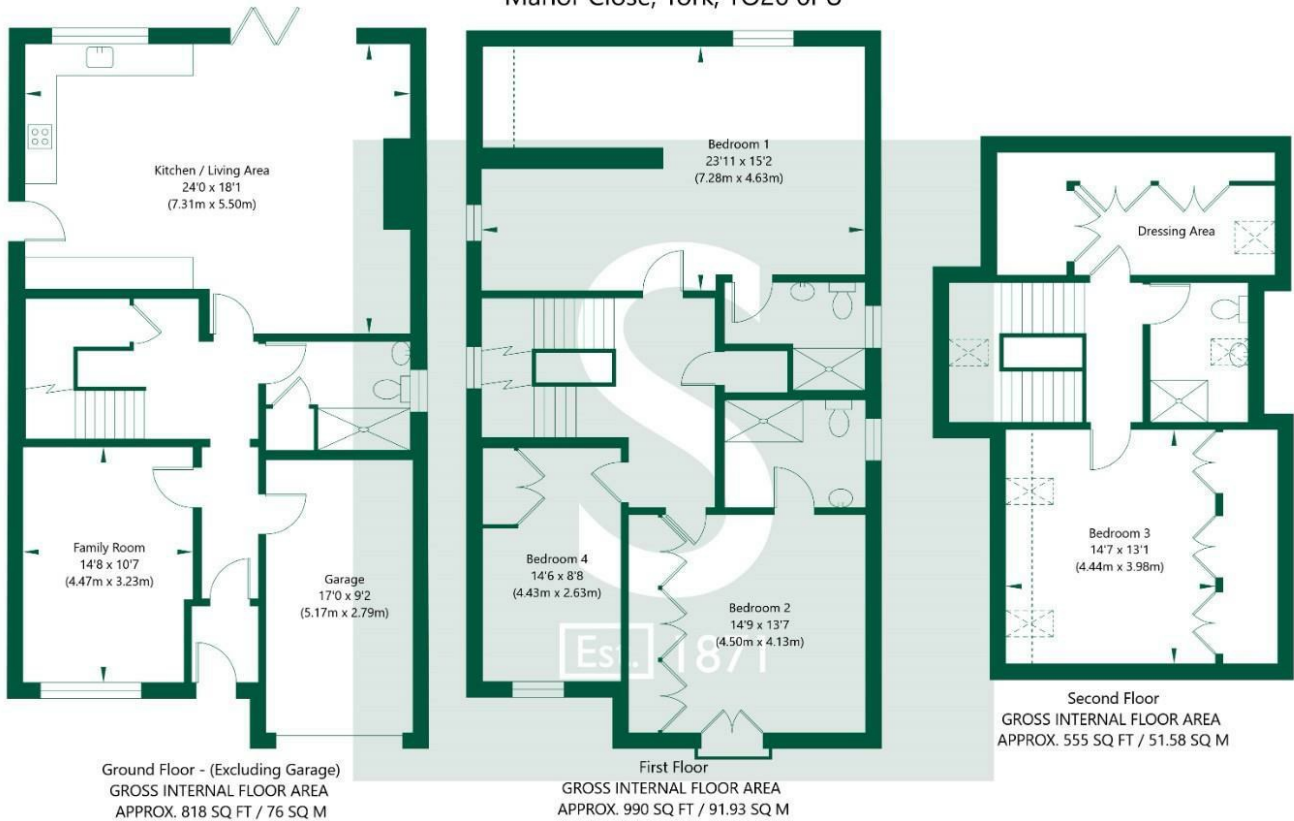 Manor Close, York, YO26
Kitchen / Living Area
24'0 x 18'1
(7.31m x 5.50m)
Family Room
14'8 x 10'7
(4.47m x 3.23m)
Garage
17'0 x 9'2
(5.17m x 2.79m)
Ground Floor - (Excluding Garage)
GROSS INTERNAL FLOOR AREA
APPROX. 818 SQ FT / 76 SQ M
Bedroom 1
23'11 x 15'2
(7.28m x 4.63m)
Bedroom 4
14'6 x 8'8
(4.43m x 2.63m)
Bedroom 2
14'9 x 13'7
(4.50m x 4.13m)
S
Est. 1871
First Floor
GROSS INTERNAL FLOOR AREA
APPROX. 990 SQ FT / 91.93 SQ M
Dressing Area
Bedroom 3
14'7 x 13'1
(4.44m x 3.98m)
Second Floor
GROSS INTERNAL FLOOR AREA
APPROX. 555 SQ FT / 51.58 SQ M